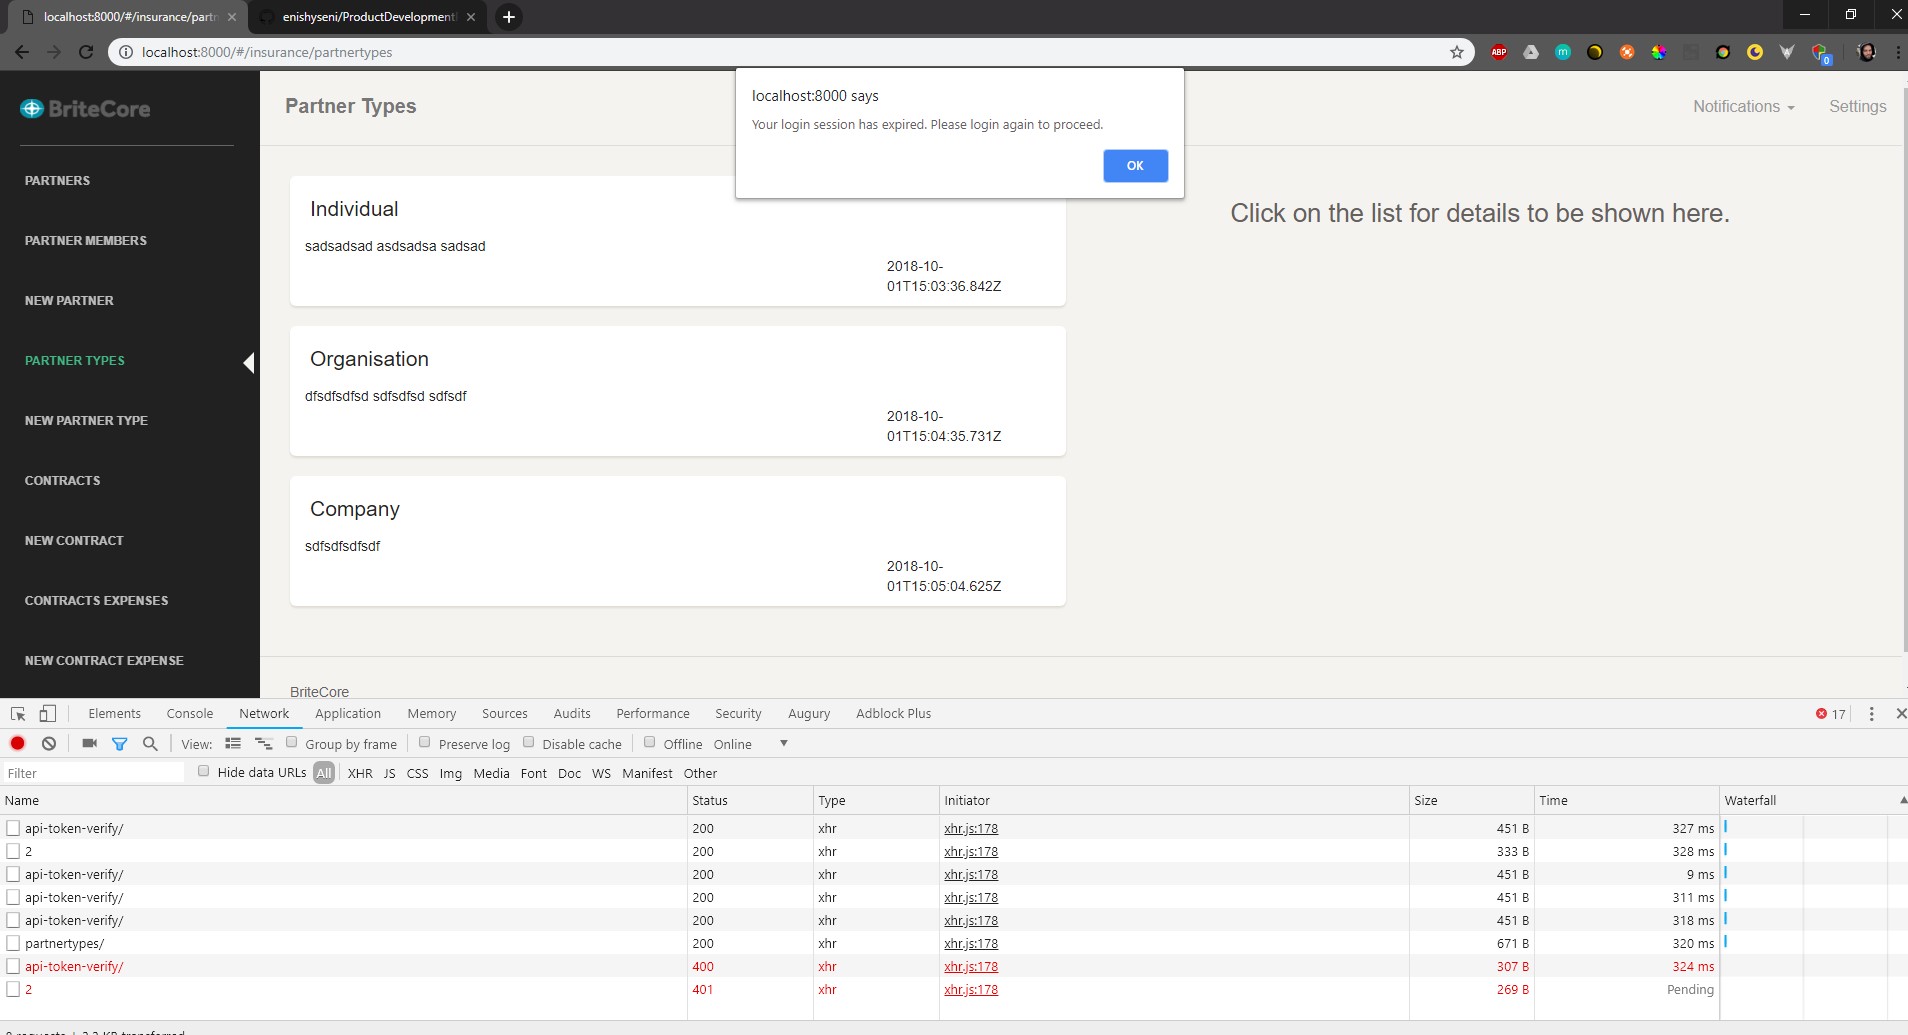 localhost:8000/#/insurance/partn
enishyseni/ProductDevelopment
localhost:8000/#/insurance/partnertypes
ABP
m
0
BriteCore
Partner Types
Notifications
Settings
localhost:8000 says
Your login session has expired. Please login again to proceed.
OK
PARTNERS
PARTNER MEMBERS
NEW PARTNER
PARTNER TYPES
NEW PARTNER TYPE
CONTRACTS
NEW CONTRACT
CONTRACTS EXPENSES
NEW CONTRACT EXPENSE
Individual
sadsadsad asdsadsa sadsad
2018-10-
01T15:03:36.842Z
Organisation
dfsdfsdfsd sdfsdfsd sdfsdf
2018-10-
01T15:04:35.731Z
Company
sdfsdfsdfsdf
2018-10-
01T15:05:04.625Z
Click on the list for details to be shown here.
BriteCore
Elements Console Network Application Memory Sources Audits Performance Security Augury Adblock Plus 17
View: Group by frame Preserve log Disable cache Offline Online
Filter Hide data URLs All XHR JS CSS Img Media Font Doc WS Manifest Other
Name Status Type Initiator Size Time Waterfall
api-token-verify/ 200 xhr xhr.js:178 451 B 327 ms
2 200 xhr xhr.js:178 333 B 328 ms
api-token-verify/ 200 xhr xhr.js:178 451 B 9 ms
api-token-verify/ 200 xhr xhr.js:178 451 B 311 ms
api-token-verify/ 200 xhr xhr.js:178 451 B 318 ms
partnertypes/ 200 xhr xhr.js:178 671 B 320 ms
api-token-verify/ 400 xhr xhr.js:178 307 B 324 ms
2 401 xhr xhr.js:178 269 B Pending